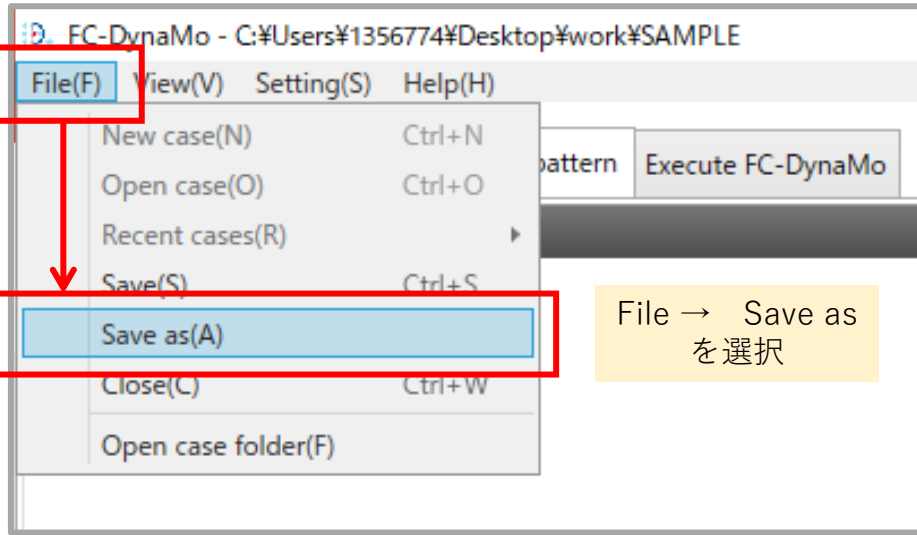 FC-DynaMo - C:¥Users¥1356774¥Desktop¥work¥SAMPLE
File(F) View(V) Setting(S) Help(H)
New case(N) Ctrl+N
pattern Execute FC-DynaMo
Open case(O) Ctrl+O
Recent cases(R)
Save(S) Ctrl+S
Save as(A)
Close(C) Ctrl+W
Open case folder(F)
File → Save as
を選択